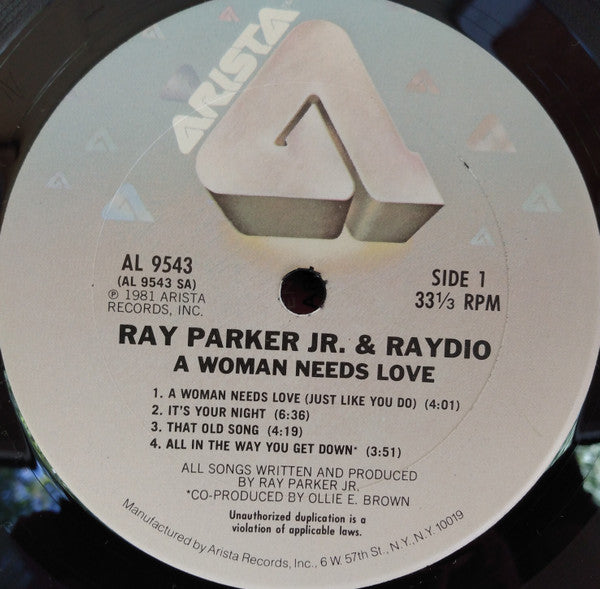 ARISTA
AL 9543
(AL 9543 SA)
℗ 1981 ARISTA
RECORDS, INC.
SIDE 1
33⅓ RPM
RAY PARKER JR. & RAYDIO
A WOMAN NEEDS LOVE
1. A WOMAN NEEDS LOVE (JUST LIKE YOU DO) (4:01)
2. IT'S YOUR NIGHT (6:36)
3. THAT OLD SONG (4:19)
4. ALL IN THE WAY YOU GET DOWN* (3:51)
ALL SONGS WRITTEN AND PRODUCED
BY RAY PARKER JR.
*CO-PRODUCED BY OLLIE E. BROWN
Unauthorized duplication is a
violation of applicable laws.
Manufactured by Arista Records, Inc., 6 W. 57th St., N.Y., N.Y. 10019